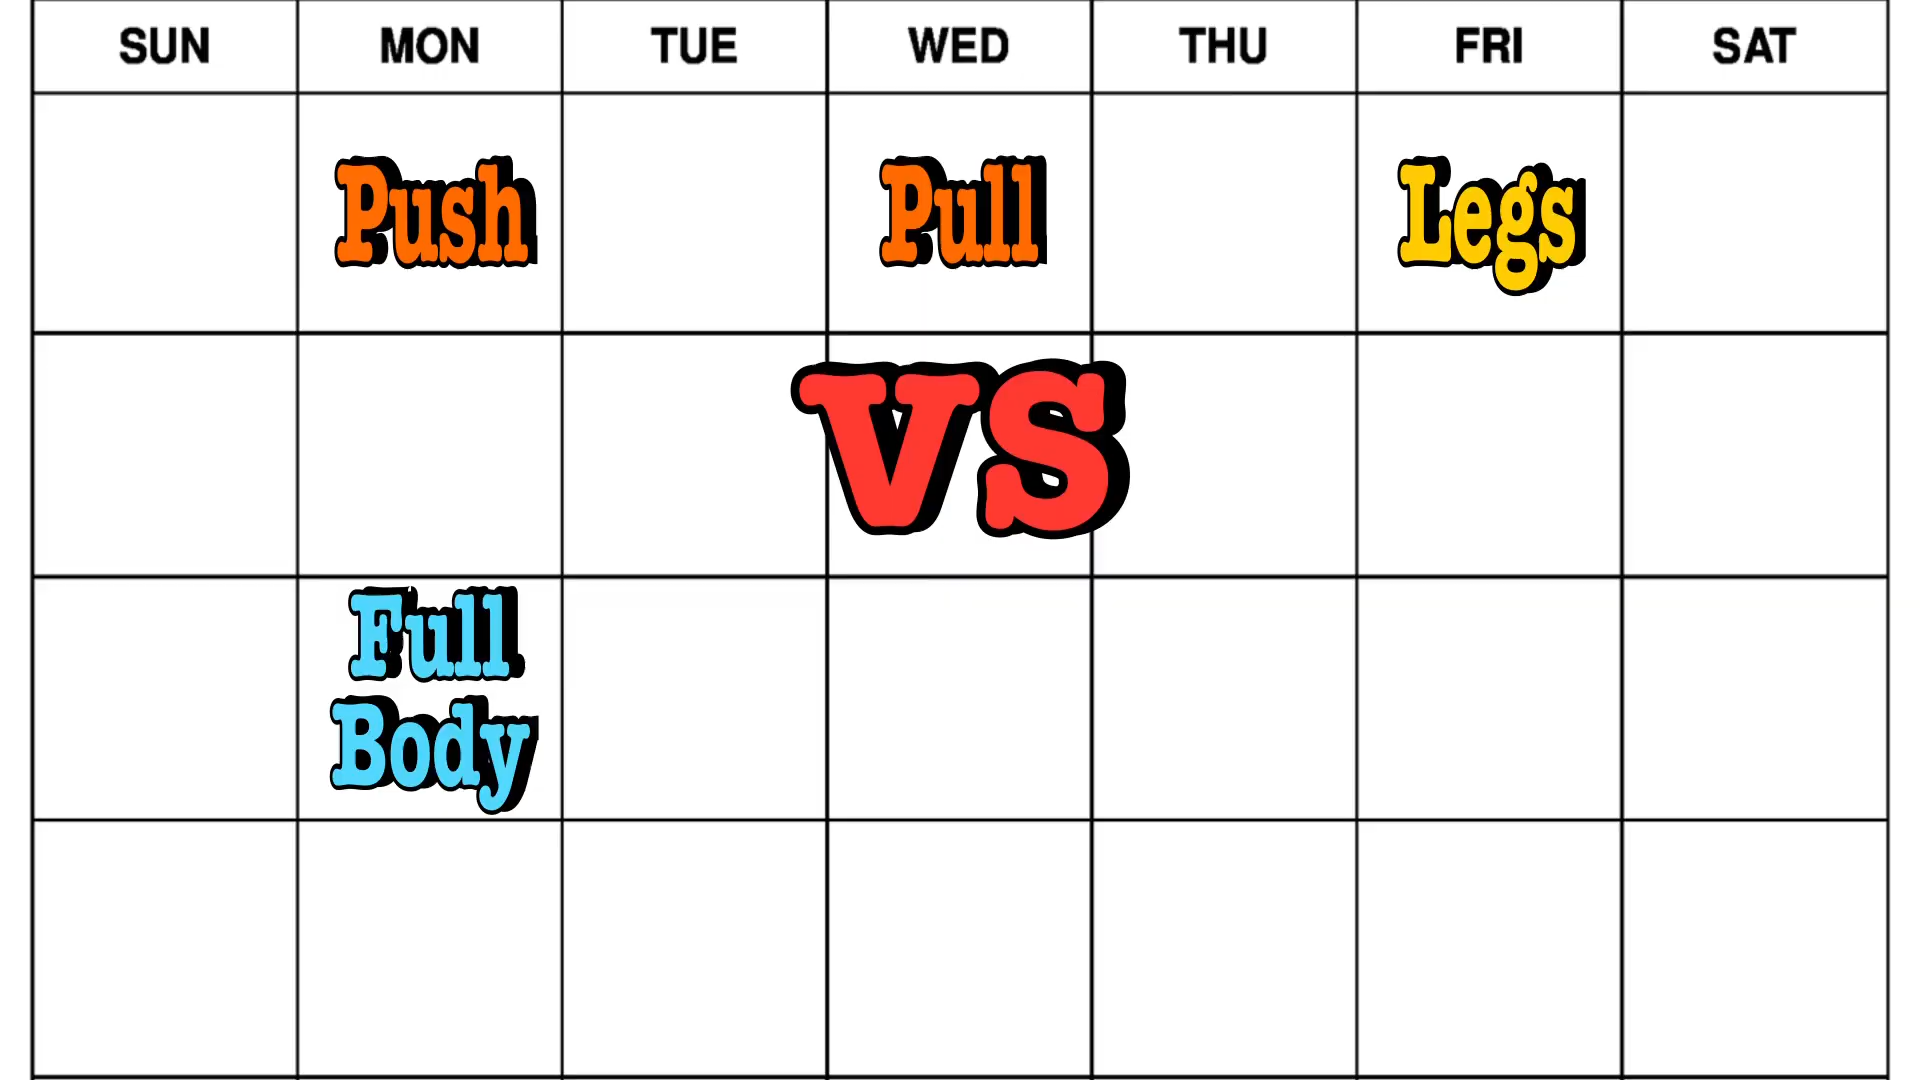 SUN MON TUE WED THU FRI SAT
Push Pull Legs
VS
Full
Body